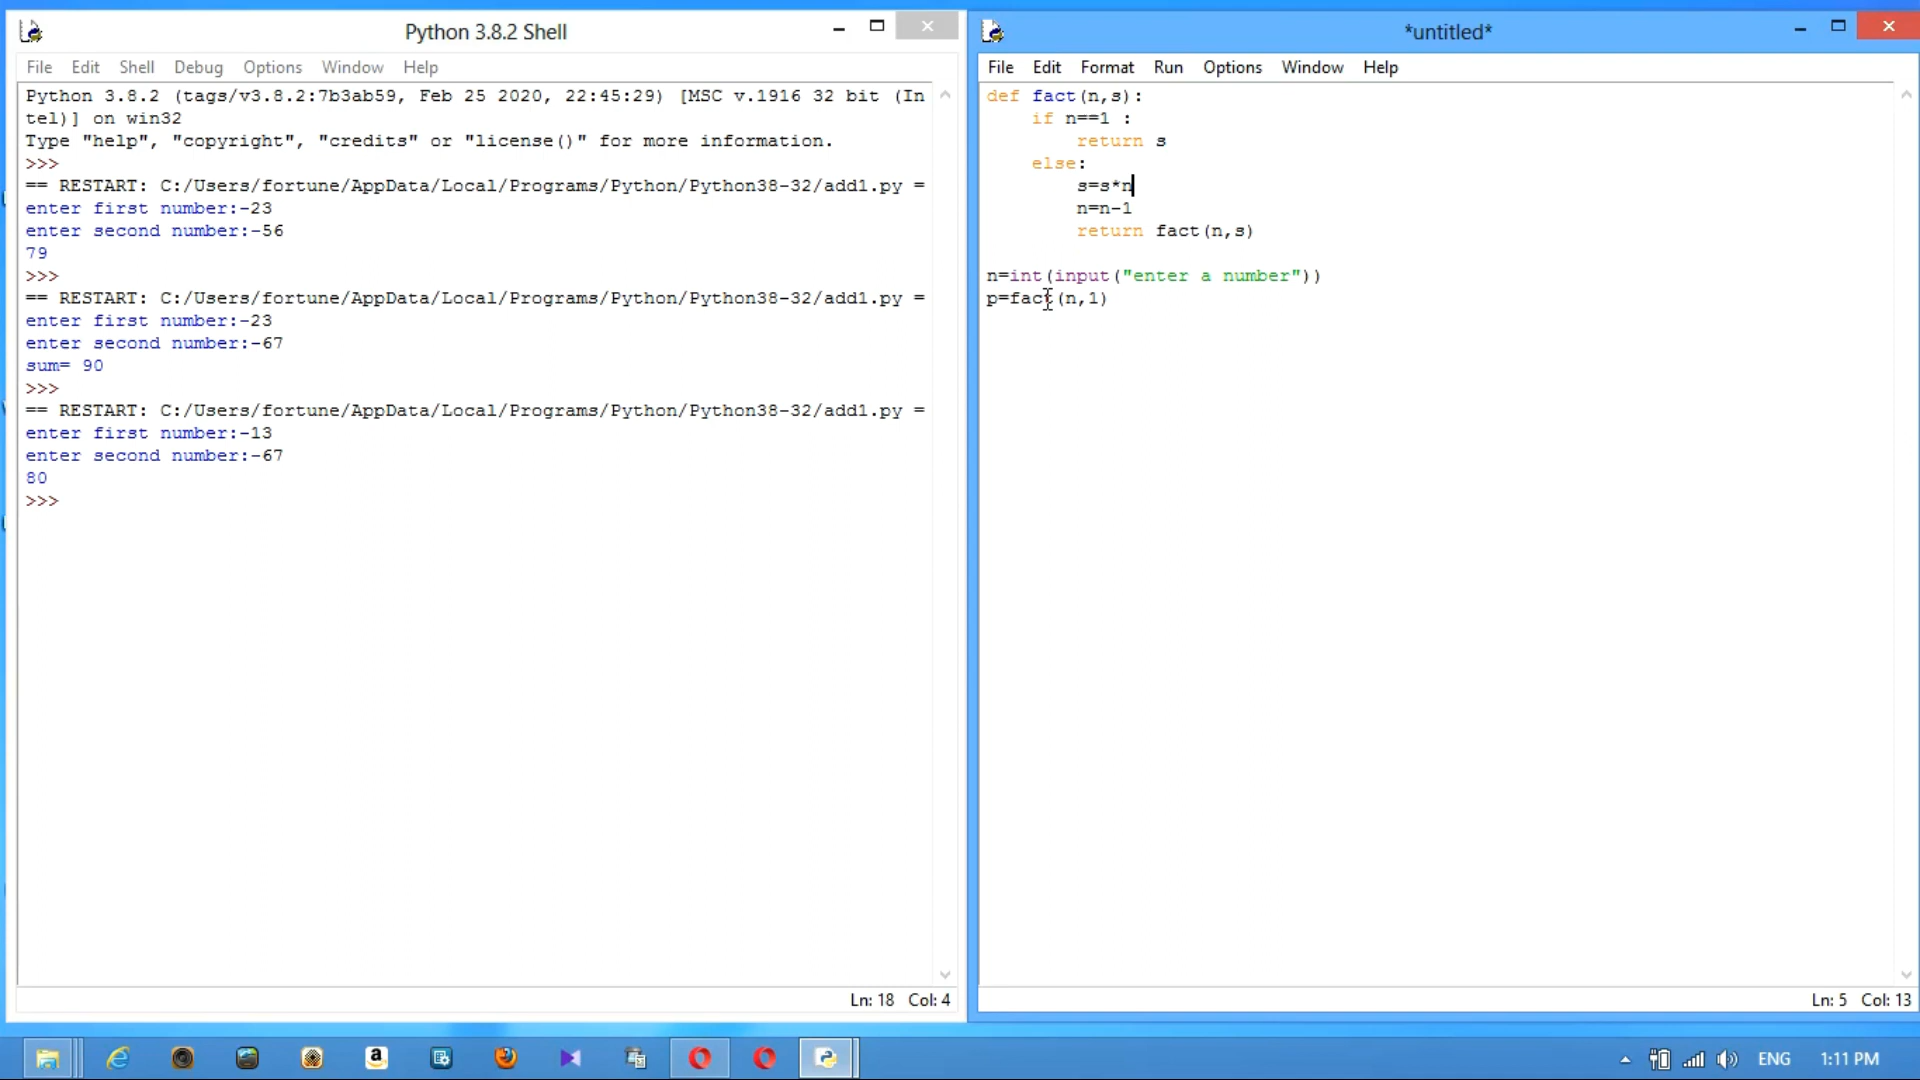 Python 3.8.2 Shell
File Edit Shell Debug Options Window Help
Python 3.8.2 (tags/v3.8.2:7b3ab59, Feb 25 2020, 22:45:29) [MSC v.1916 32 bit (In
tel)] on win32
Type "help", "copyright", "credits" or "license()" for more information.
>>>
== RESTART: C:/Users/fortune/AppData/Local/Programs/Python/Python38-32/add1.py =
enter first number:-23
enter second number:-56
79
>>>
== RESTART: C:/Users/fortune/AppData/Local/Programs/Python/Python38-32/add1.py =
enter first number:-23
enter second number:-67
sum= 90
>>>
== RESTART: C:/Users/fortune/AppData/Local/Programs/Python/Python38-32/add1.py =
enter first number:-13
enter second number:-67
80
>>>
Ln: 18 Col: 4
*untitled*
File Edit Format Run Options Window Help
def fact(n,s):
    if n==1 :
        return s
    else:
        s=s*n
        n=n-1
        return fact(n,s)
n=int(input("enter a number"))
p=fact(n,1)
Ln: 5 Col: 13
ENG 1:11 PM